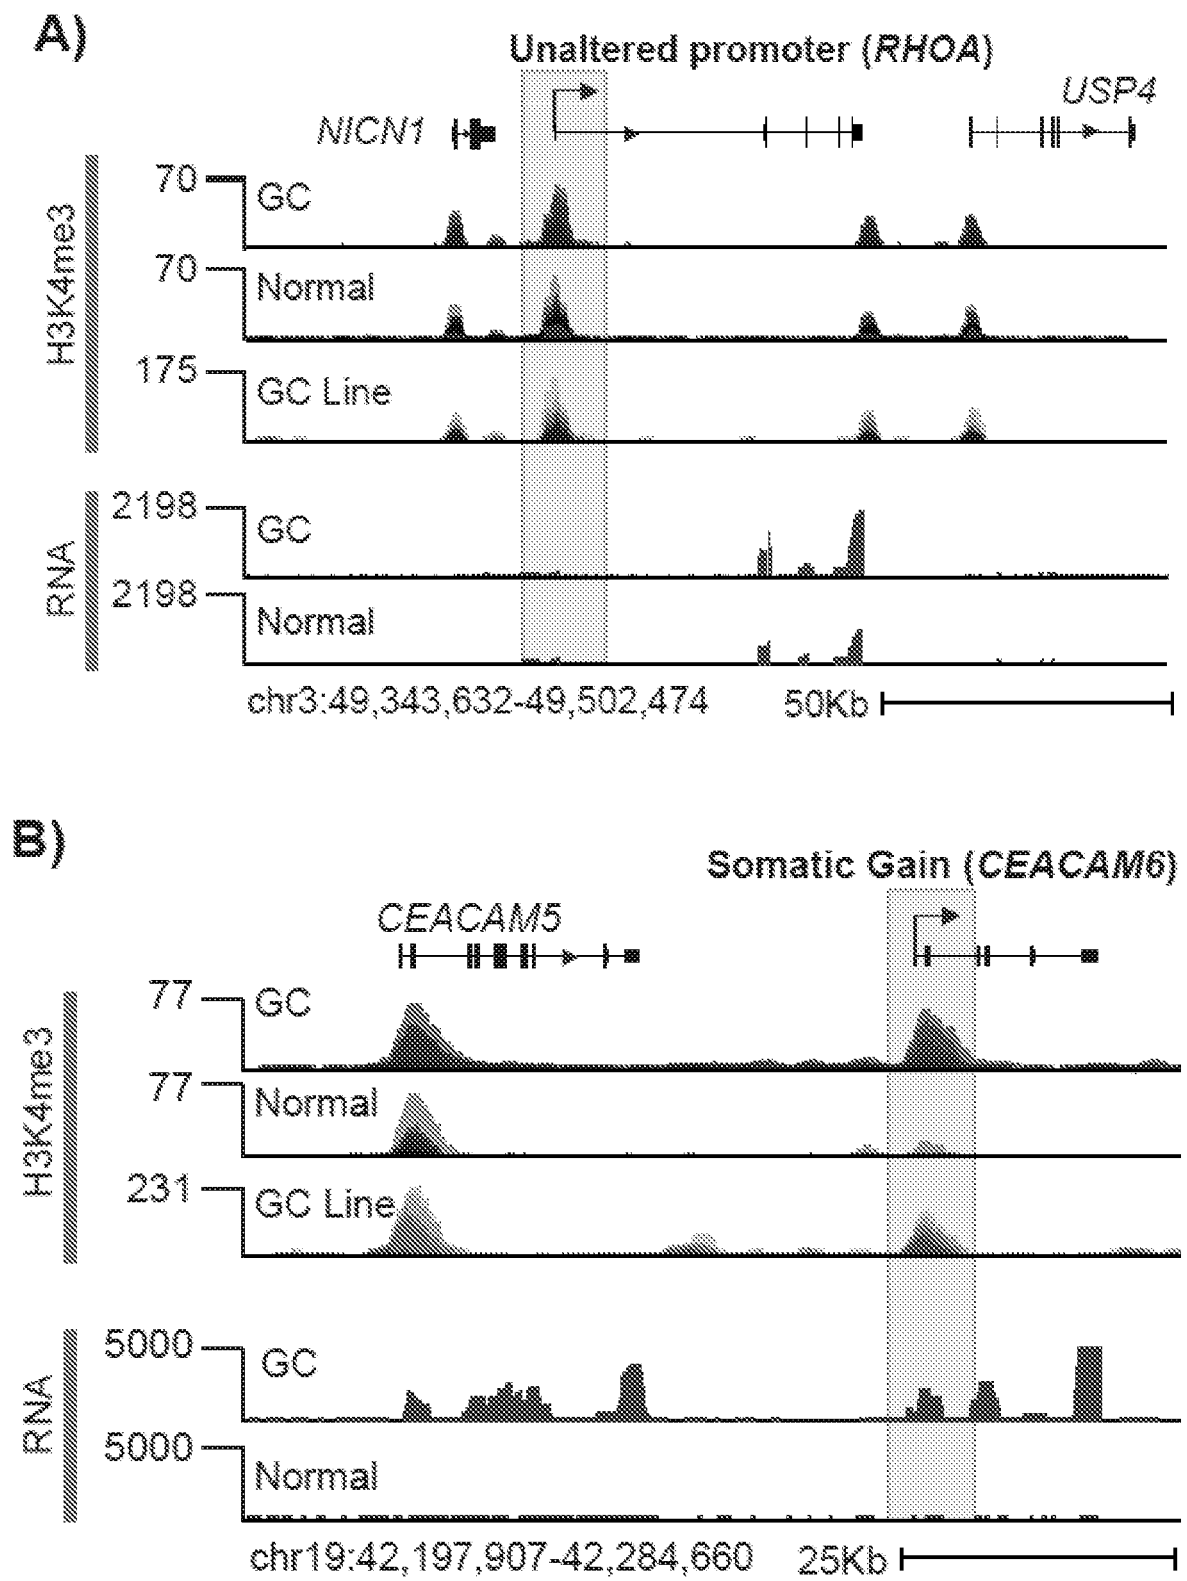 A)
Unaltered promoter (RHOA)
USP4
NICN1
H3K4me3
70
GC
70
Normal
175
GC Line
RNA
2198
GC
2198
Normal
chr3:49,343,632-49,502,474
50Kb
B)
Somatic Gain (CEACAM6)
CEACAM5
H3K4me3
77
GC
77
Normal
231
GC Line
RNA
5000
GC
5000
Normal
chr19:42,197,907-42,284,660
25Kb